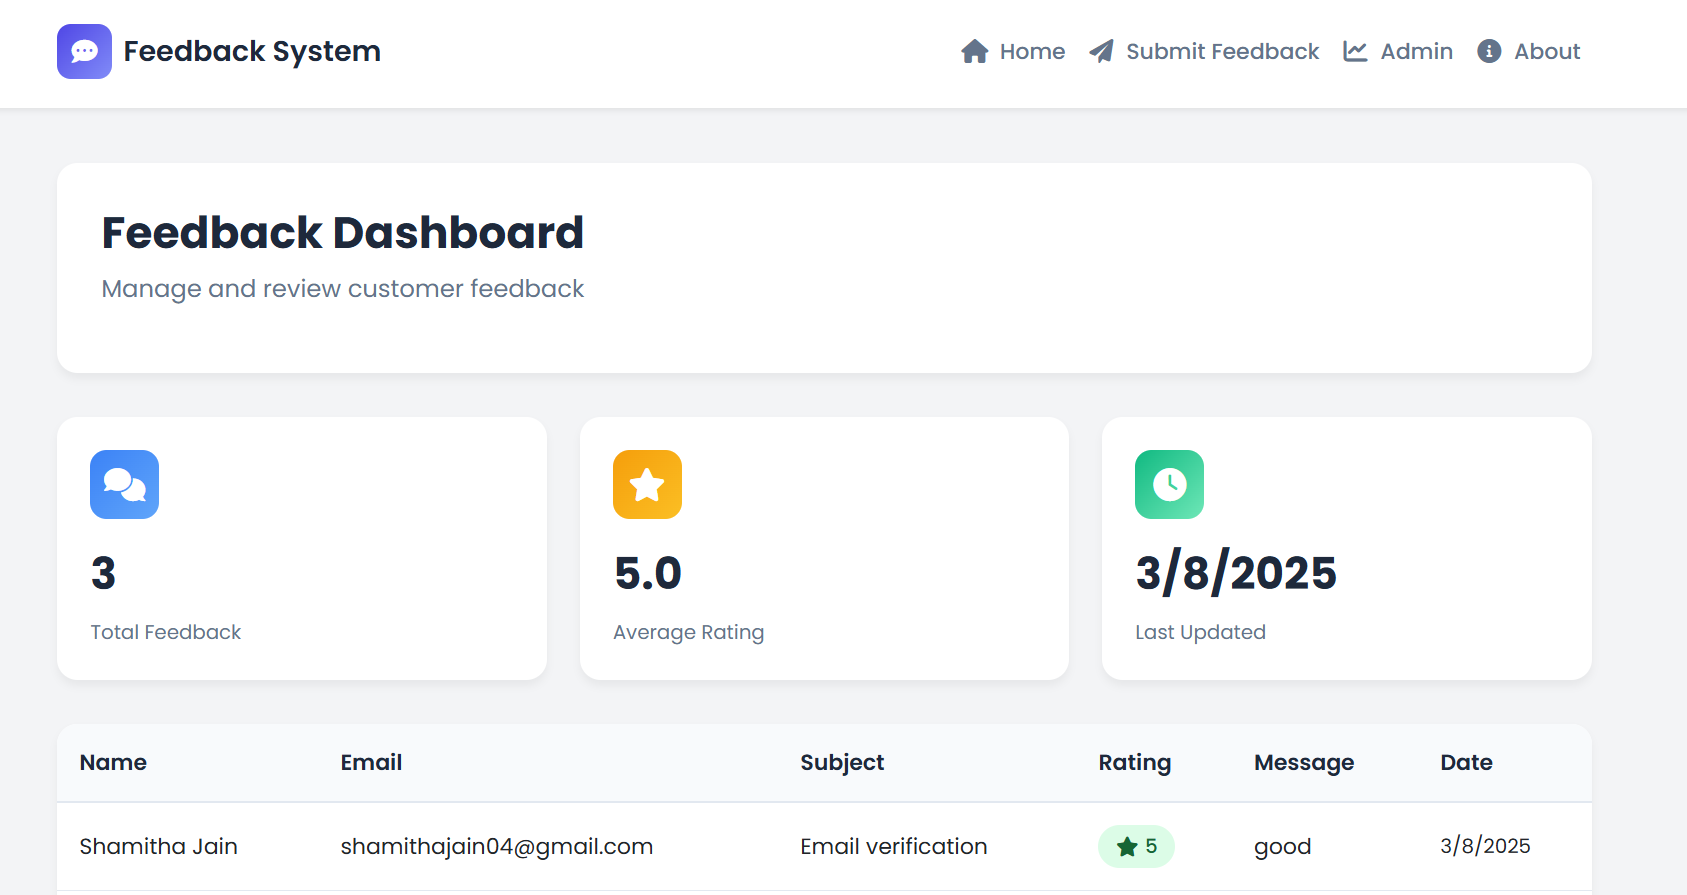 Feedback System
Home Submit Feedback Admin About
Feedback Dashboard
Manage and review customer feedback
3
Total Feedback
5.0
Average Rating
3/8/2025
Last Updated
Name Email Subject Rating Message Date
Shamitha Jain shamithajain04@gmail.com Email verification 5 good 3/8/2025